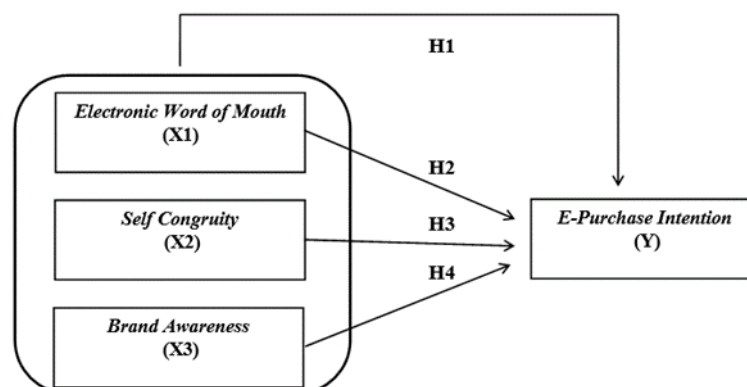 H1
Electronic Word of Mouth
(X1)
H2
Self Congruity
(X2)
H3
E-Purchase Intention
(Y)
H4
Brand Awareness
(X3)